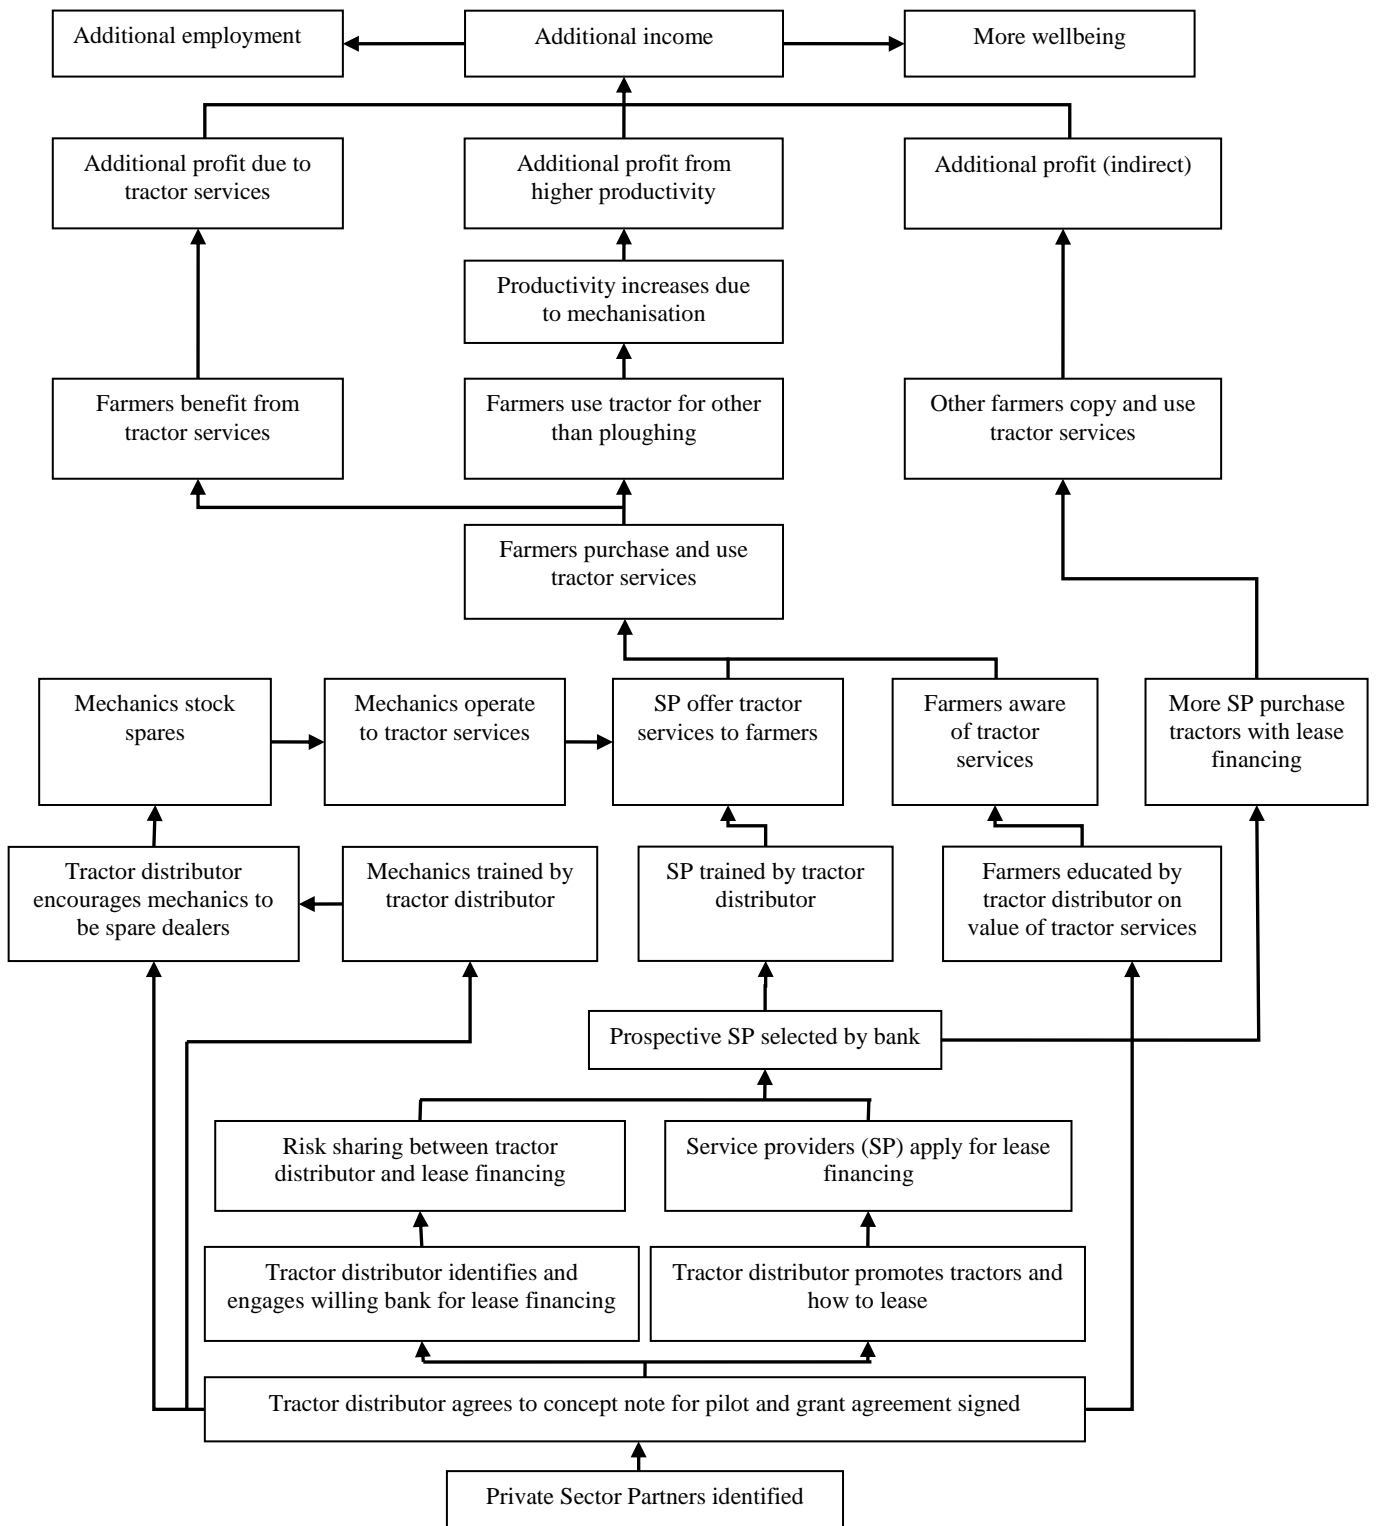 Additional employment
Additional income
More wellbeing
Additional profit due to
tractor services
Additional profit from
higher productivity
Additional profit (indirect)
Productivity increases due
to mechanisation
Farmers benefit from
tractor services
Farmers use tractor for other
than ploughing
Other farmers copy and use
tractor services
Farmers purchase and use
tractor services
Mechanics stock
spares
Mechanics operate
to tractor services
SP offer tractor
services to farmers
Farmers aware
of tractor
services
More SP purchase
tractors with lease
financing
Tractor distributor
encourages mechanics to
be spare dealers
Mechanics trained by
tractor distributor
SP trained by tractor
distributor
Farmers educated by
tractor distributor on
value of tractor services
Prospective SP selected by bank
Risk sharing between tractor
distributor and lease financing
Service providers (SP) apply for lease
financing
Tractor distributor identifies and
engages willing bank for lease financing
Tractor distributor promotes tractors and
how to lease
Tractor distributor agrees to concept note for pilot and grant agreement signed
Private Sector Partners identified